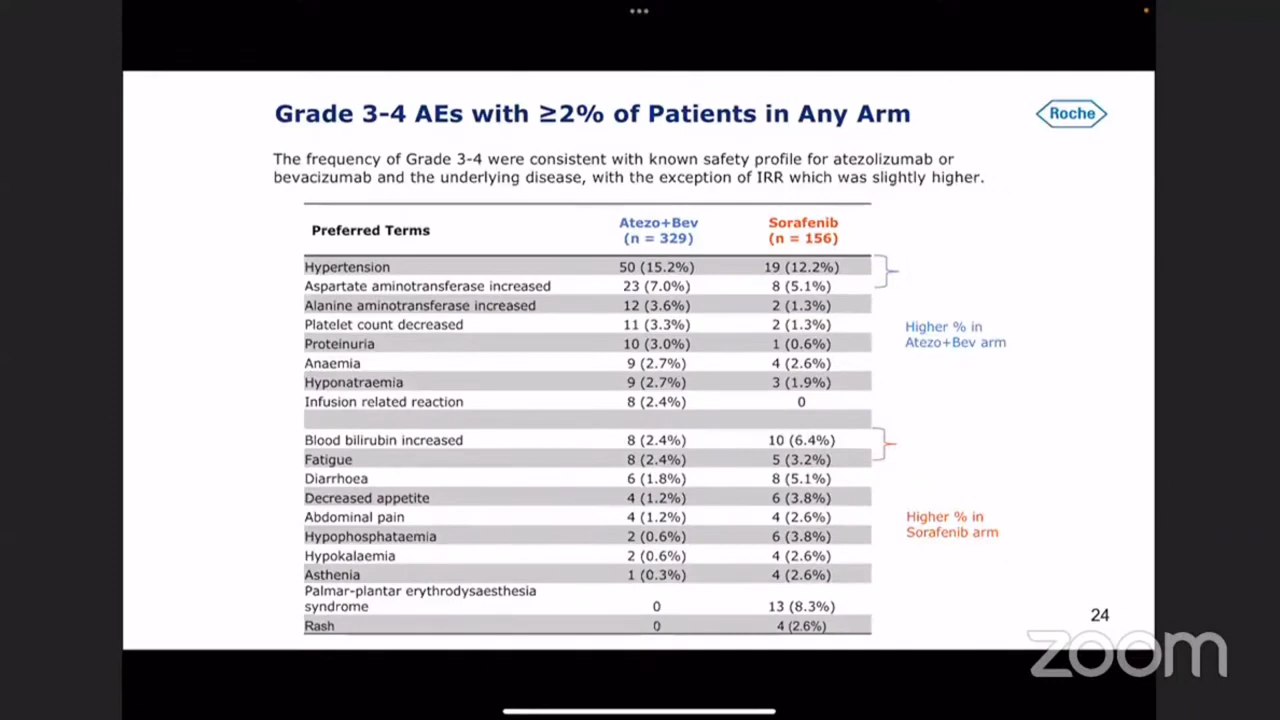 Grade 3-4 AEs with ≥2% of Patients in Any Arm
Roche
The frequency of Grade 3-4 were consistent with known safety profile for atezolizumab or
bevacizumab and the underlying disease, with the exception of IRR which was slightly higher.
Preferred Terms Atezo+Bev (n = 329) Sorafenib (n = 156)
Hypertension 50 (15.2%) 19 (12.2%)
Aspartate aminotransferase increased 23 (7.0%) 8 (5.1%)
Alanine aminotransferase increased 12 (3.6%) 2 (1.3%)
Platelet count decreased 11 (3.3%) 2 (1.3%)
Proteinuria 10 (3.0%) 1 (0.6%)
Anaemia 9 (2.7%) 4 (2.6%)
Hyponatraemia 9 (2.7%) 3 (1.9%)
Infusion related reaction 8 (2.4%) 0
Higher % in
Atezo+Bev arm
Blood bilirubin increased 8 (2.4%) 10 (6.4%)
Fatigue 8 (2.4%) 5 (3.2%)
Diarrhoea 6 (1.8%) 8 (5.1%)
Decreased appetite 4 (1.2%) 6 (3.8%)
Abdominal pain 4 (1.2%) 4 (2.6%)
Hypophosphataemia 2 (0.6%) 6 (3.8%)
Hypokalaemia 2 (0.6%) 4 (2.6%)
Asthenia 1 (0.3%) 4 (2.6%)
Palmar-plantar erythrodysaesthesia
syndrome 0 13 (8.3%)
Rash 0 4 (2.6%)
Higher % in
Sorafenib arm
24
zoom